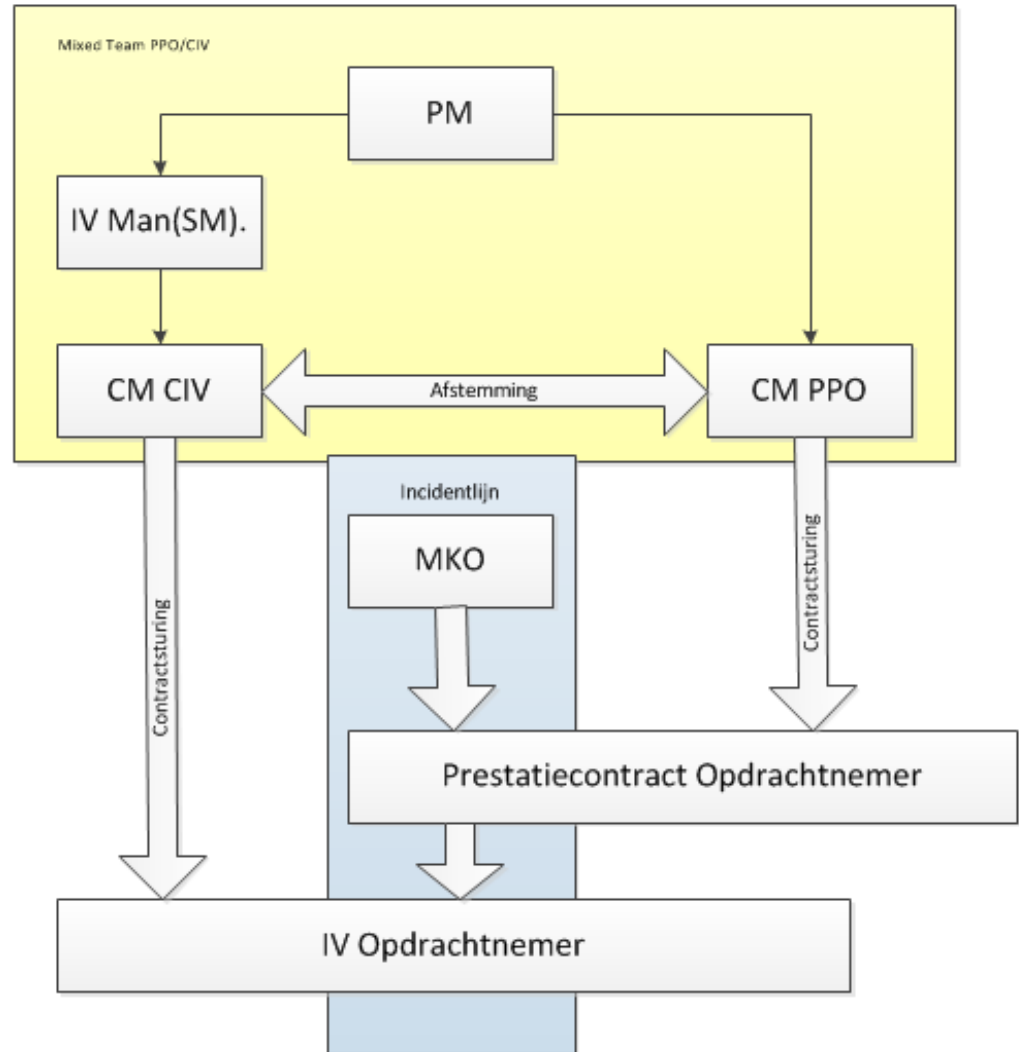 Mixed Team PPO/CIV
PM
IV Man(SM).
CM CIV
Afstemming
CM PPO
Incidentlijn
MKO
Contractsturing
Contractsturing
Prestatiecontract Opdrachtnemer
IV Opdrachtnemer